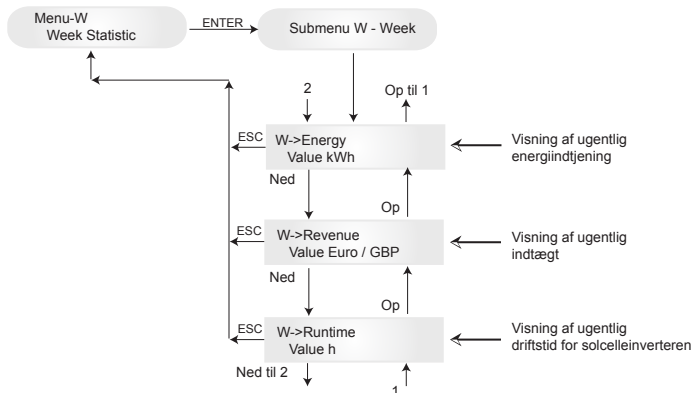 Menu-W
Week Statistic
ENTER
Submenu W - Week
2
Op til 1
ESC
W->Energy
Value kWh
Visning af ugentlig
energiindtjening
Ned
Op
ESC
W->Revenue
Value Euro / GBP
Visning af ugentlig
indtægt
Ned
Op
ESC
W->Runtime
Value h
Visning af ugentlig
driftstid for solcelleinverteren
Ned til 2
1